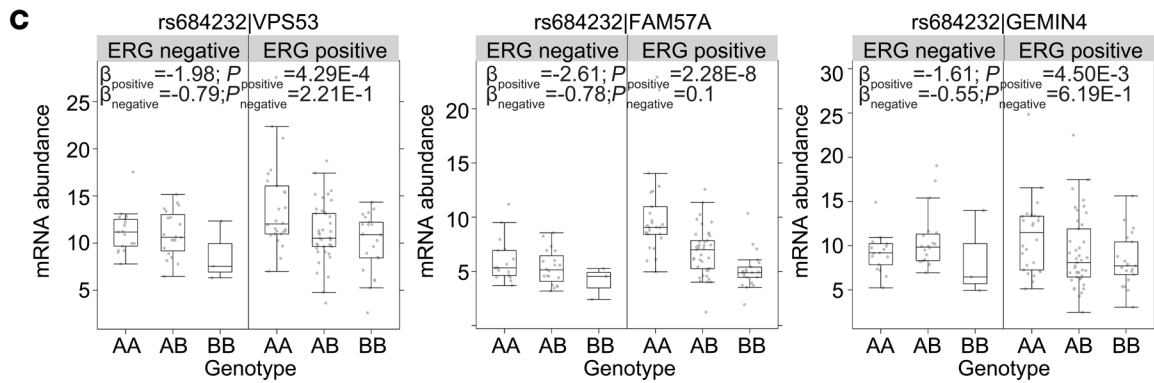 C
rs684232|VPS53
ERG negative
ERG positive
βpositive=-1.98; Ppositive=4.29E-4
βnegative=-0.79;Pnegative=2.21E-1
mRNA abundance
25
20
15
10
5
AA AB BB AA AB BB
Genotype
rs684232|FAM57A
ERG negative
ERG positive
βpositive=-2.61; Ppositive=2.28E-8
βnegative=-0.78;Pnegative=0.1
mRNA abundance
20
15
10
5
AA AB BB AA AB BB
Genotype
rs684232|GEMIN4
ERG negative
ERG positive
βpositive=-1.61; Ppositive=4.50E-3
βnegative=-0.55;Pnegative=6.19E-1
mRNA abundance
30
25
20
15
10
5
AA AB BB AA AB BB
Genotype